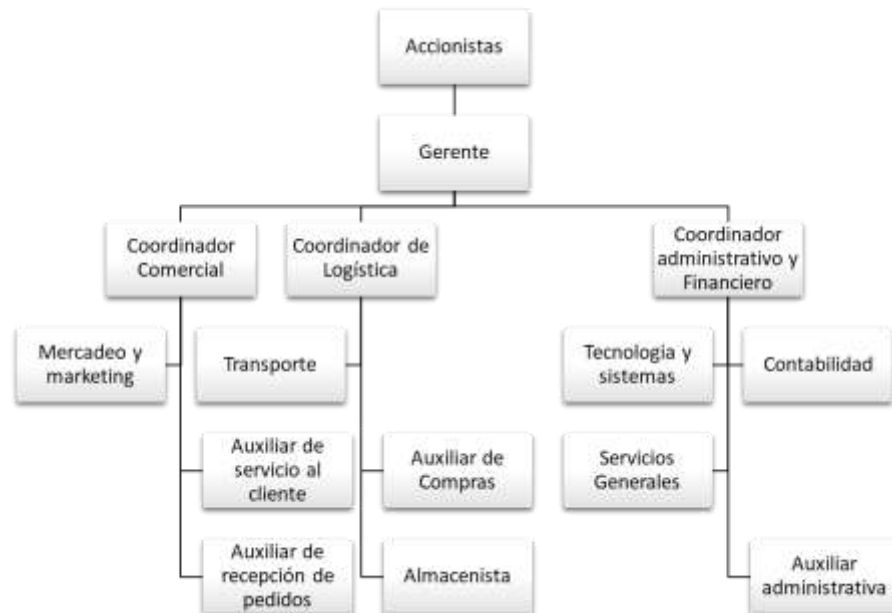 Accionistas
Gerente
Coordinador
Comercial
Coordinador de
Logística
Coordinador
administrativo y
Financiero
Mercadeo y
marketing
Transporte
Tecnologia y
sistemas
Contabilidad
Auxiliar de
servicio al
cliente
Auxiliar de
Compras
Servicios
Generales
Auxiliar de
recepción de
pedidos
Almacenista
Auxiliar
administrativa